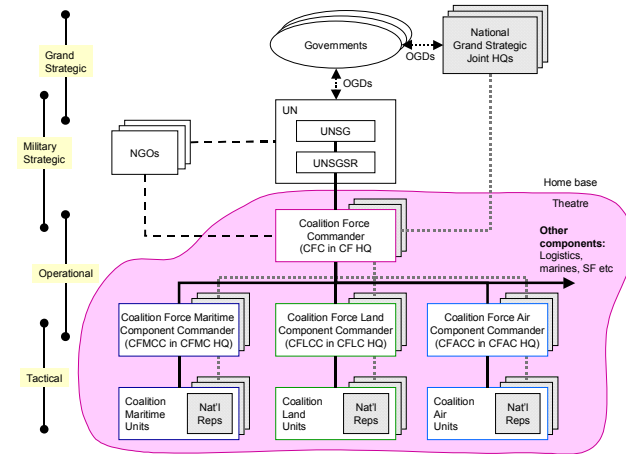 Grand
Strategic
Military
Strategic
Operational
Tactical
Governments
OGDs
National
Grand Strategic
Joint HQs
OGDs
UN
UNSG
UNSGSR
NGOs
Home base
Theatre
Coalition Force
Commander
(CFC in CF HQ
Other
components:
Logistics,
marines, SF etc
Coalition Force Maritime
Component Commander
(CFMCC in CFMC HQ)
Coalition Force Land
Component Commander
(CFLCC in CFLC HQ)
Coalition Force Air
Component Commander
(CFACC in CFAC HQ)
Coalition
Maritime
Units
Nat'l
Reps
Coalition
Land
Units
Nat'l
Reps
Coalition
Air
Units
Nat'l
Reps